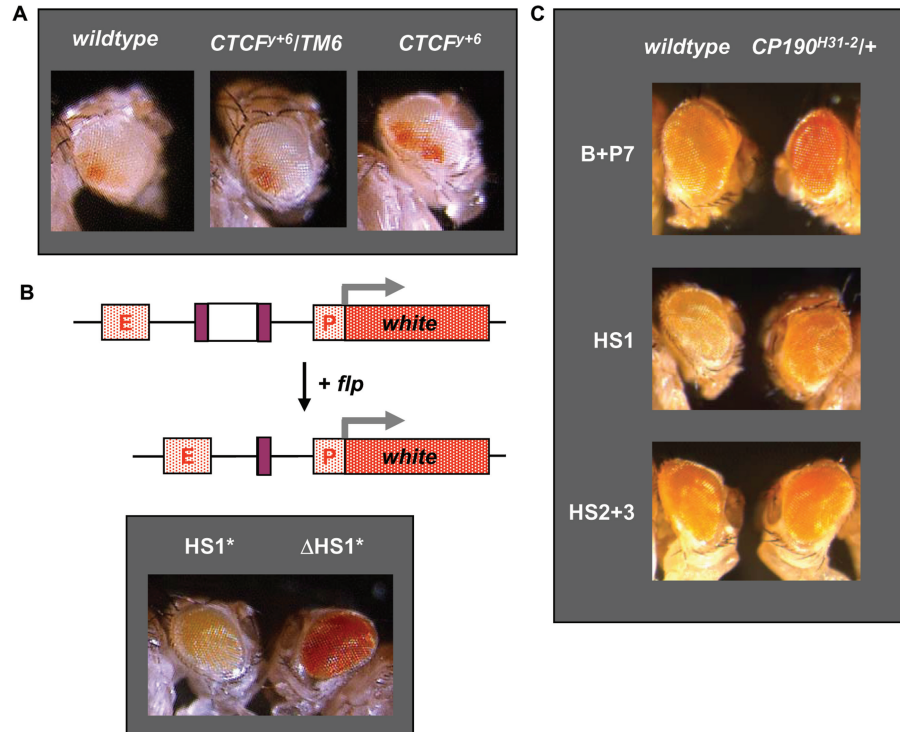 A
wildtype
CTCFy+6/TM6
CTCFy+6
B
E
P
white
+ flp
E
P
white
HS1*
ΔHS1*
C
wildtype
CP190H31-2/+
B+P7
HS1
HS2+3